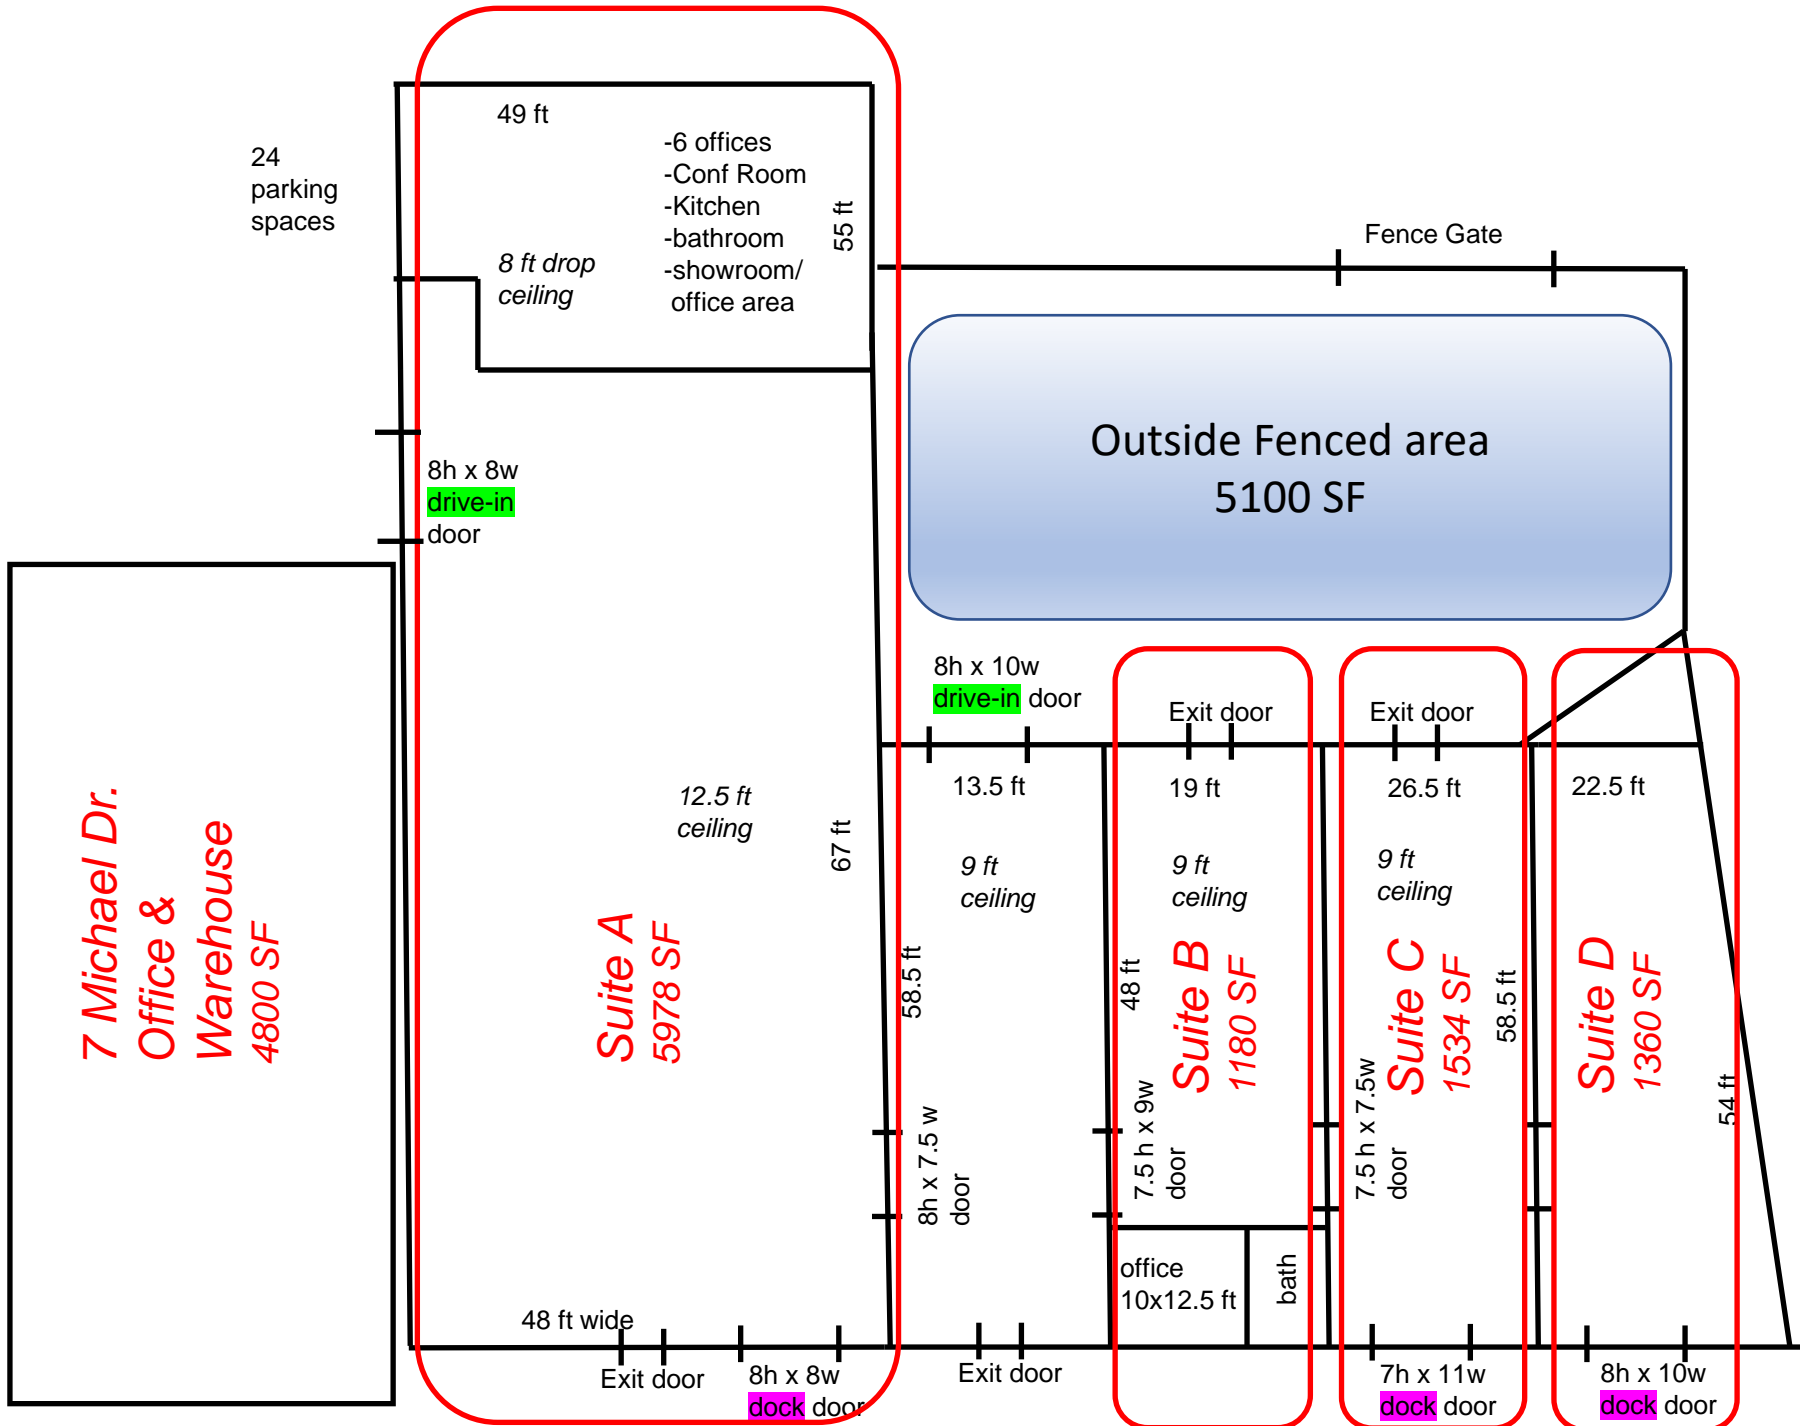 49 ft
24
parking
spaces
-6 offices
-Conf Room
-Kitchen
-bathroom
-showroom/
office area
55 ft
8 ft drop
ceiling
Fence Gate
Outside Fenced area
5100 SF
8h x 8w
drive-in
door
8h x 10w
drive-in door
Exit door
Exit door
13.5 ft
19 ft
26.5 ft
22.5 ft
12.5 ft
ceiling
67 ft
9 ft
ceiling
9 ft
ceiling
9 ft
ceiling
7 Michael Dr.
Office &
Warehouse
4800 SF
Suite A
5978 SF
58.5 ft
48 ft
Suite B
1180 SF
Suite C
1534 SF
58.5 ft
Suite D
1360 SF
54 ft
8h x 7.5 w
door
7.5 h x 9w
door
7.5 h x 7.5w
door
office
10x12.5 ft
bath
48 ft wide
Exit door
8h x 8w
dock door
Exit door
7h x 11w
dock door
8h x 10w
dock door